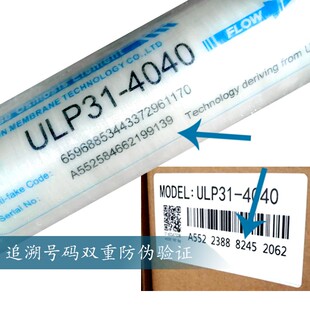 MEMBRANE TECHNOLOGY CO.,LTD
FLOW
ULP31-4040
Code: 65968853443372961170
Technology deriving from
Serial No.: A552584662199139
MODEL: ULP31-4040
A552 2388 8245 2062
追溯号码双重防伪验证